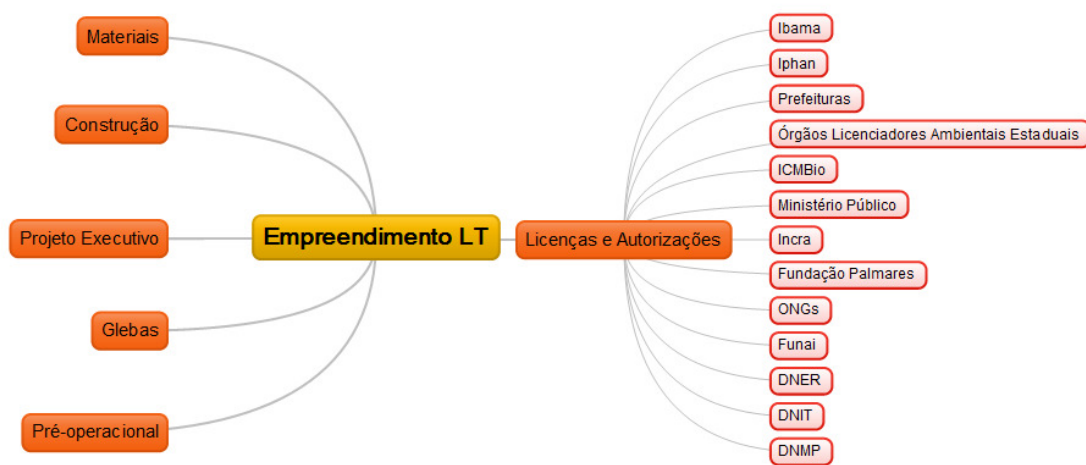 Materiais
Construção
Projeto Executivo
Glebas
Pré-operacional
Empreendimento LT
Licenças e Autorizações
Ibama
Iphan
Prefeituras
Órgãos Licenciadores Ambientais Estaduais
ICMBio
Ministério Público
Incra
Fundação Palmares
ONGs
Funai
DNER
DNIT
DNMP